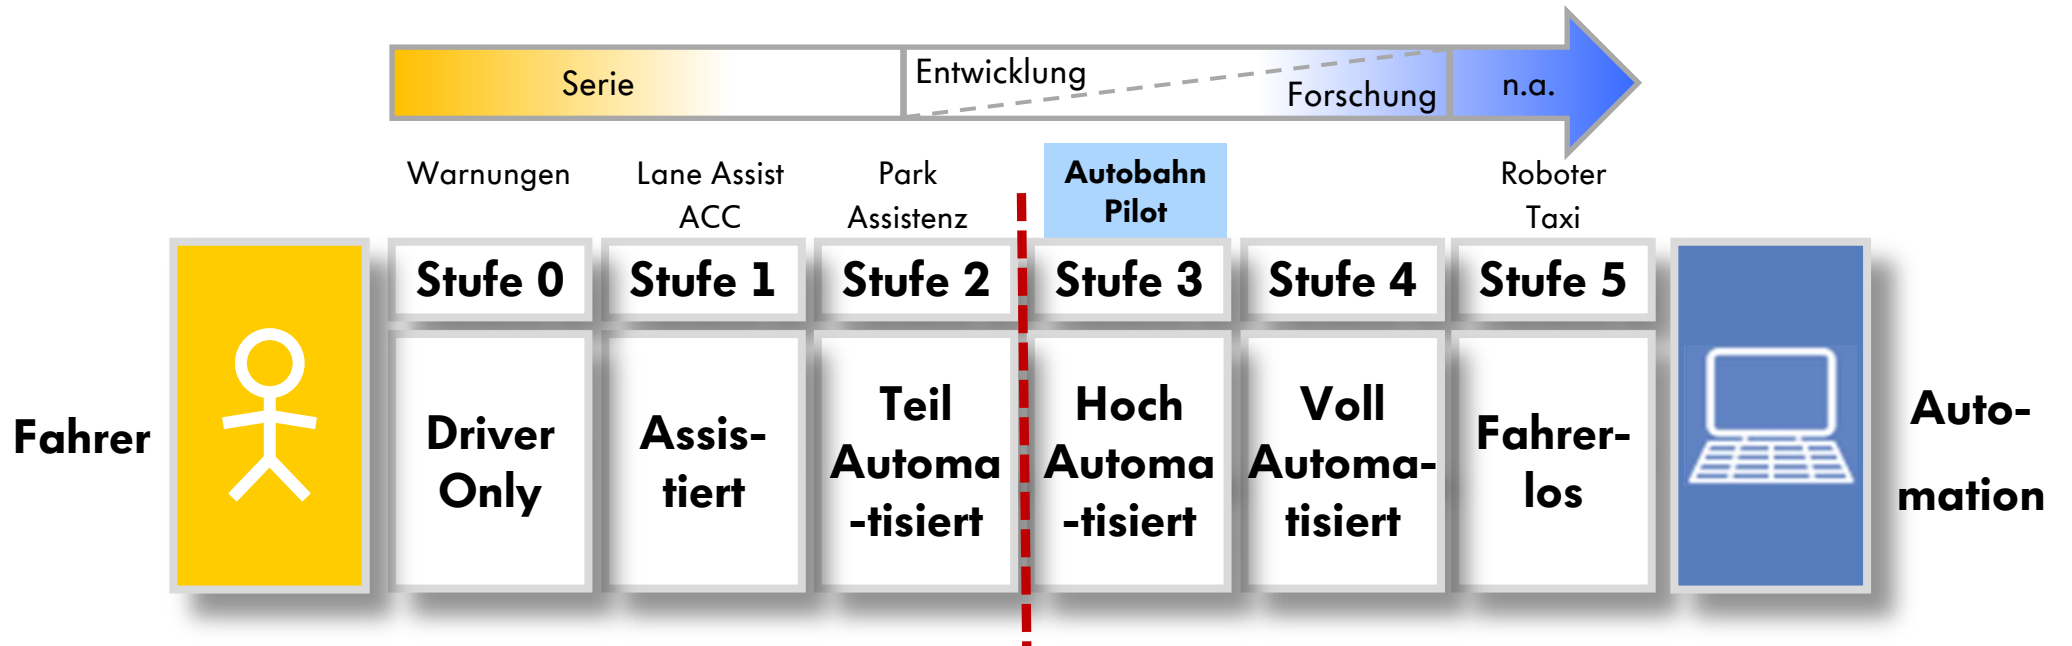 Serie
Entwicklung
Forschung
n.a.
Warnungen
Lane Assist
ACC
Park
Assistenz
Autobahn
Pilot
Roboter
Taxi
Stufe 0
Stufe 1
Stufe 2
Stufe 3
Stufe 4
Stufe 5
Fahrer
Driver
Only
Assis-
tiert
Teil
Automa
-tisiert
Hoch
Automa
-tisiert
Voll
Automa-
tisiert
Fahrer-
los
Auto-
mation